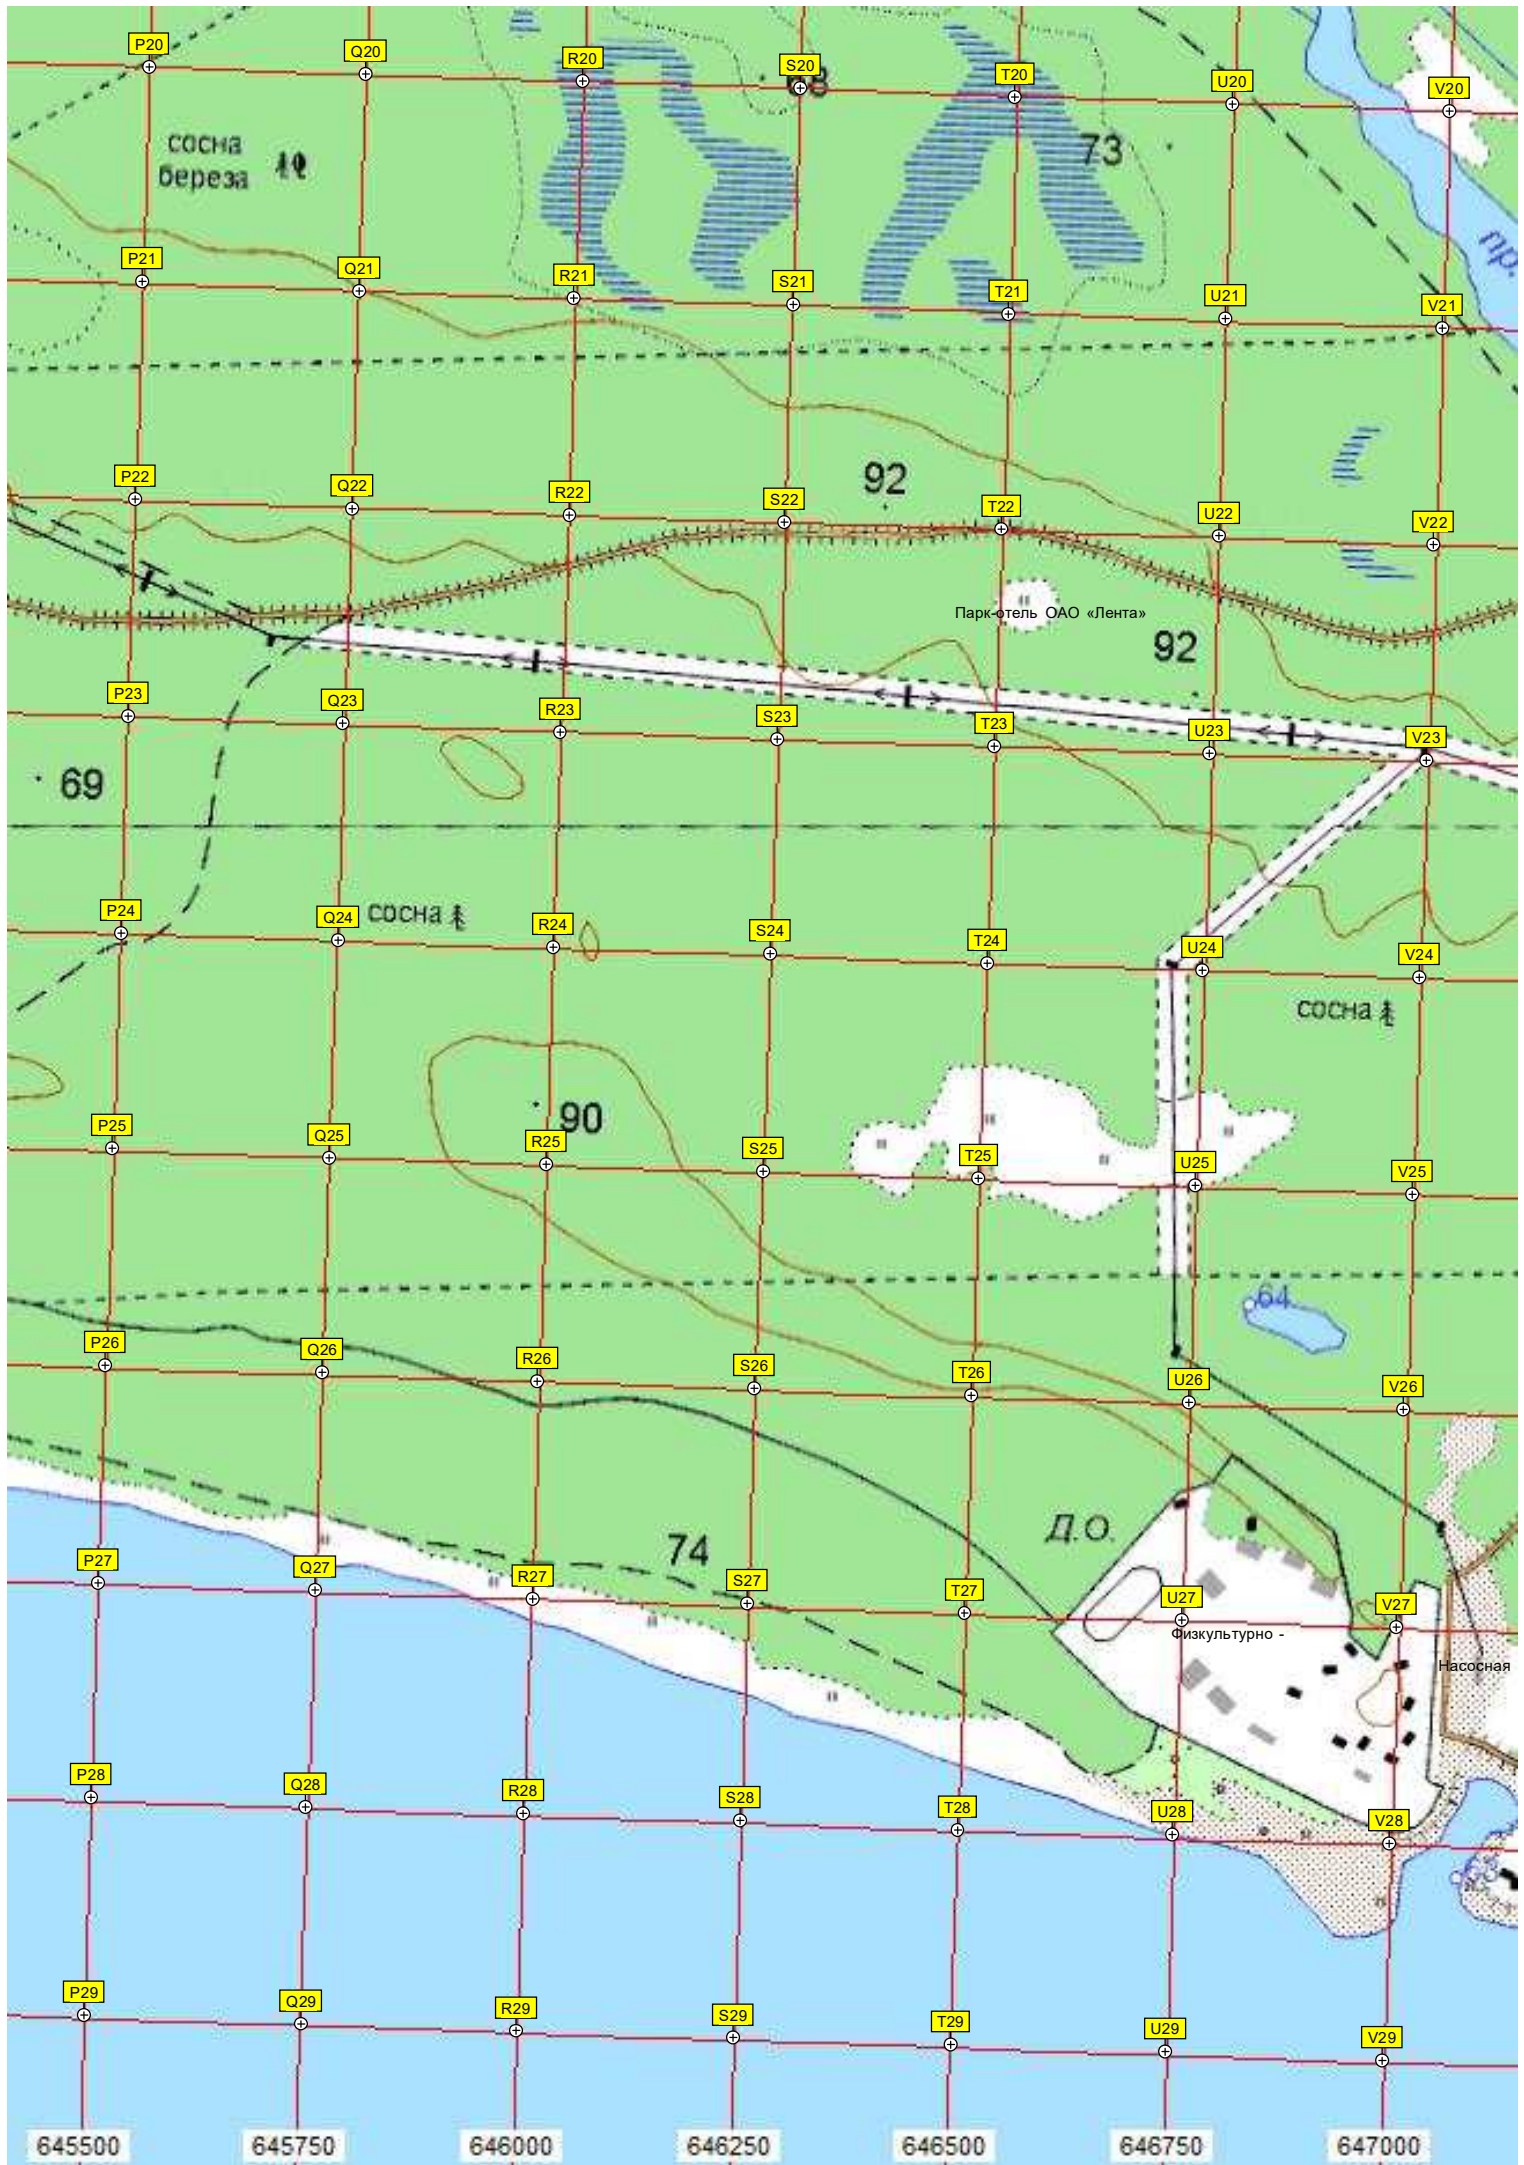 P20 Q20 R20 S20 T20 U20 V20
68
73
сосна
береза
пр.
P21 Q21 R21 S21 T21 U21 V21
92
P22 Q22 R22 S22 T22 U22 V22
Парк-отель ОАО «Лента»
92
P23 Q23 R23 S23 T23 U23 V23
69
P24 Q24 R24 S24 T24 U24 V24
сосна
сосна
90
P25 Q25 R25 S25 T25 U25 V25
64
P26 Q26 R26 S26 T26 U26 V26
Д.О.
74
P27 Q27 R27 S27 T27 U27 V27
Физкультурно -
Насосная
P28 Q28 R28 S28 T28 U28 V28
P29 Q29 R29 S29 T29 U29 V29
645500 645750 646000 646250 646500 646750 647000